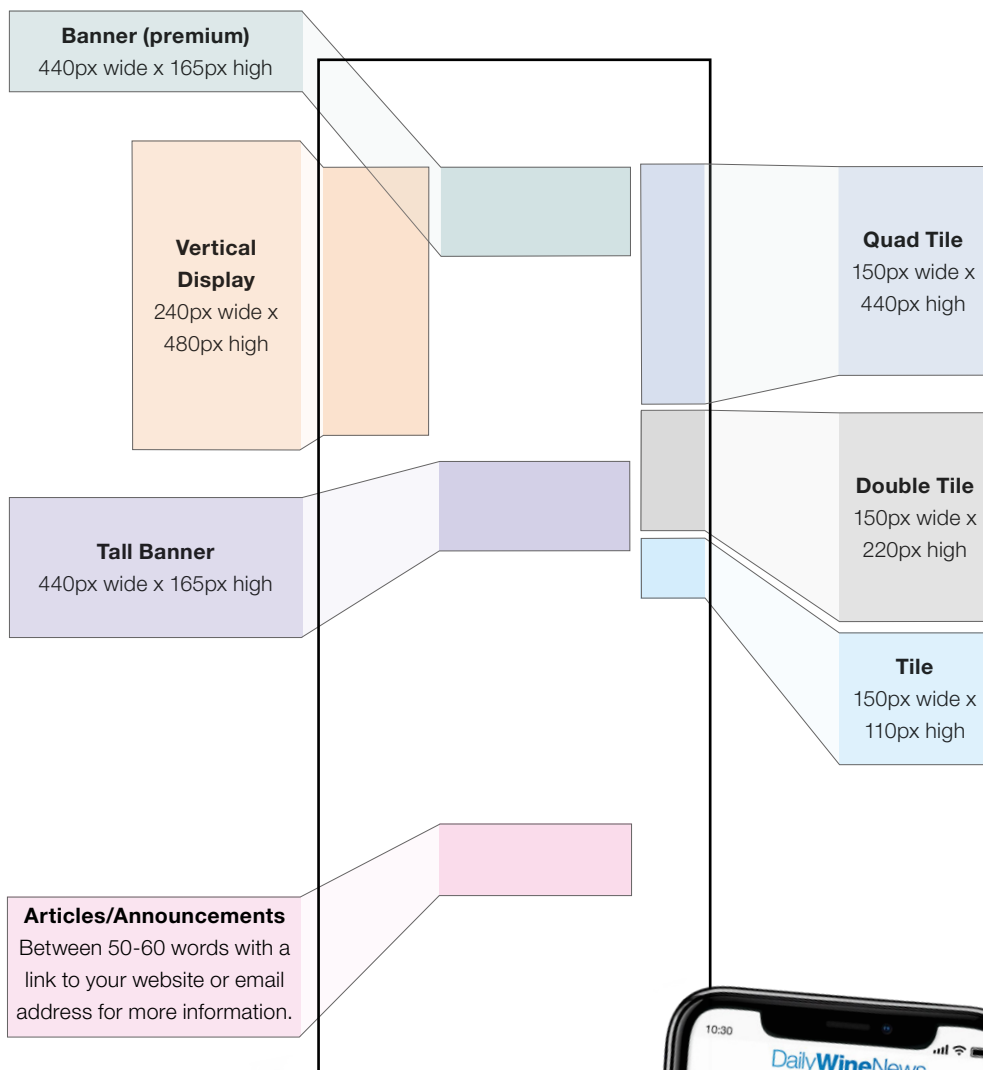 Banner (premium)
440px wide x 165px high
Vertical
Display
240px wide x
480px high
Quad Tile
150px wide x
440px high
Double Tile
150px wide x
220px high
Tall Banner
440px wide x 165px high
Tile
150px wide x
110px high
Articles/Announcements
Between 50-60 words with a
link to your website or email
address for more information.
10:30
DailyWineNews